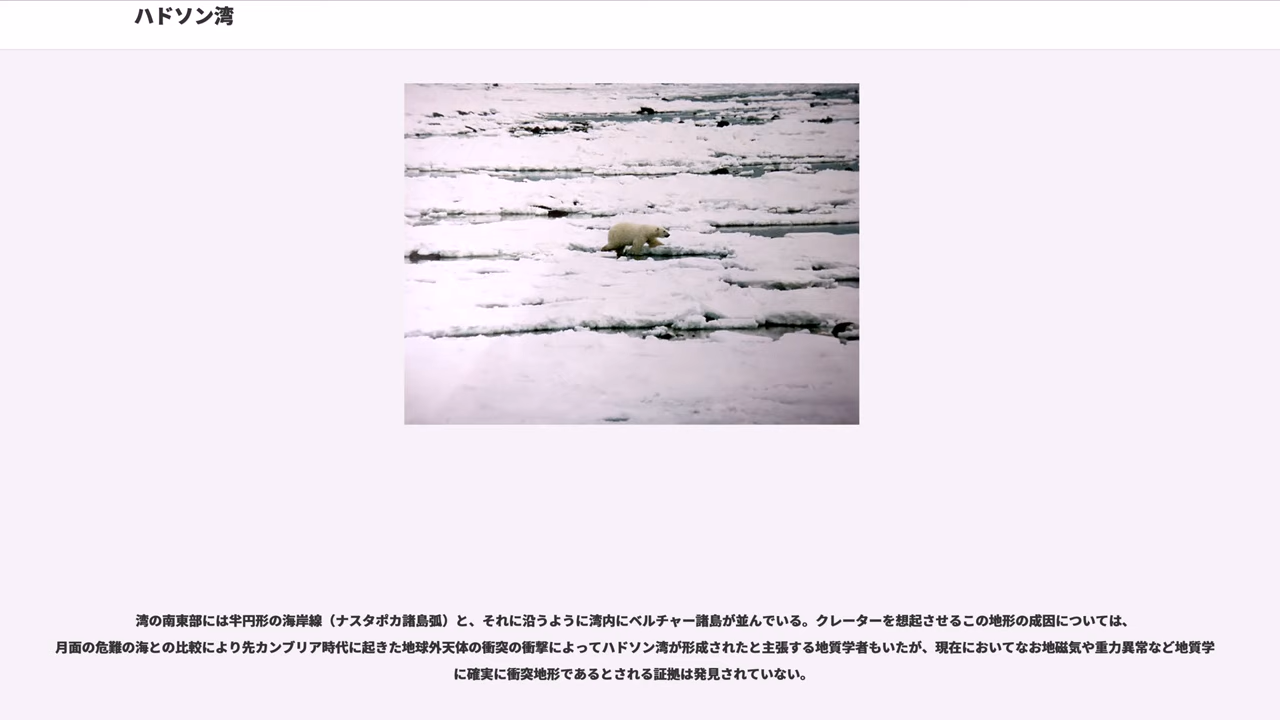 ハドソン湾
湾の南東部には半円形の海岸線（ナスタポカ諸島弧）と、それに沿うように湾内にベルチャー諸島が並んでいる。クレーターを想起させるこの地形の成因については、
月面の危難の海との比較により先カンブリア時代に起きた地球外天体の衝突の衝撃によってハドソン湾が形成されたと主張する地質学者もいたが、現在においてなお地磁気や重力異常など地質学
に確実に衝突地形であるとされる証拠は発見されていない。